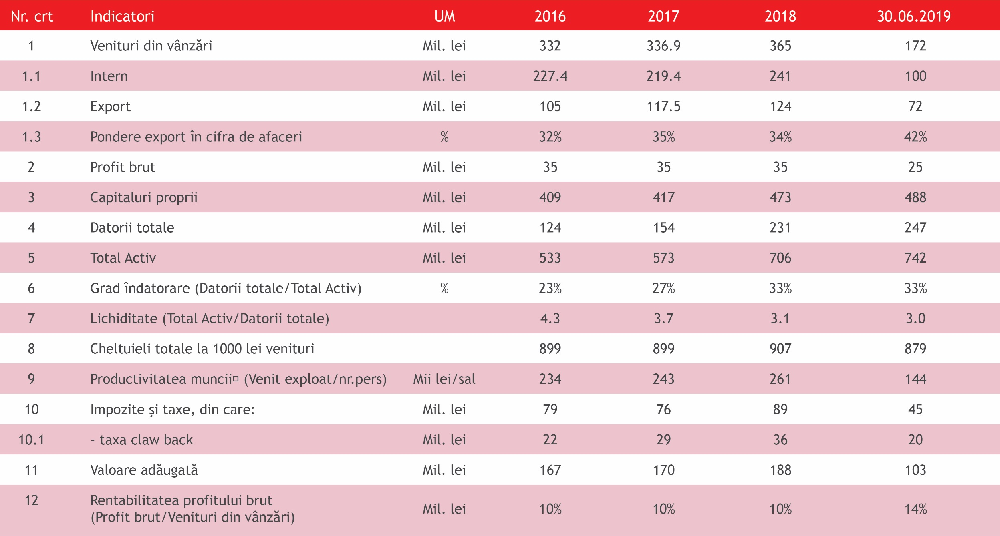 Nr. crt Indicatori UM 2016 2017 2018 30.06.2019
1 Venituri din vânzări Mil. lei 332 336.9 365 172
1.1 Intern Mil. lei 227.4 219.4 241 100
1.2 Export Mil. lei 105 117.5 124 72
1.3 Pondere export în cifra de afaceri % 32% 35% 34% 42%
2 Profit brut Mil. lei 35 35 35 25
3 Capitaluri proprii Mil. lei 409 417 473 488
4 Datorii totale Mil. lei 124 154 231 247
5 Total Activ Mil. lei 533 573 706 742
6 Grad îndatorare (Datorii totale/Total Activ) % 23% 27% 33% 33%
7 Lichiditate (Total Activ/Datorii totale) 4.3 3.7 3.1 3.0
8 Cheltuieli totale la 1000 lei venituri 899 899 907 879
9 Productivitatea muncii□ (Venit exploat/nr.pers) Mii lei/sal 234 243 261 144
10 Impozite şi taxe, din care: Mil. lei 79 76 89 45
10.1 - taxa claw back Mil. lei 22 29 36 20
11 Valoare adăugată Mil. lei 167 170 188 103
12 Rentabilitatea profitului brut
(Profit brut/Venituri din vânzări) Mil. lei 10% 10% 10% 14%